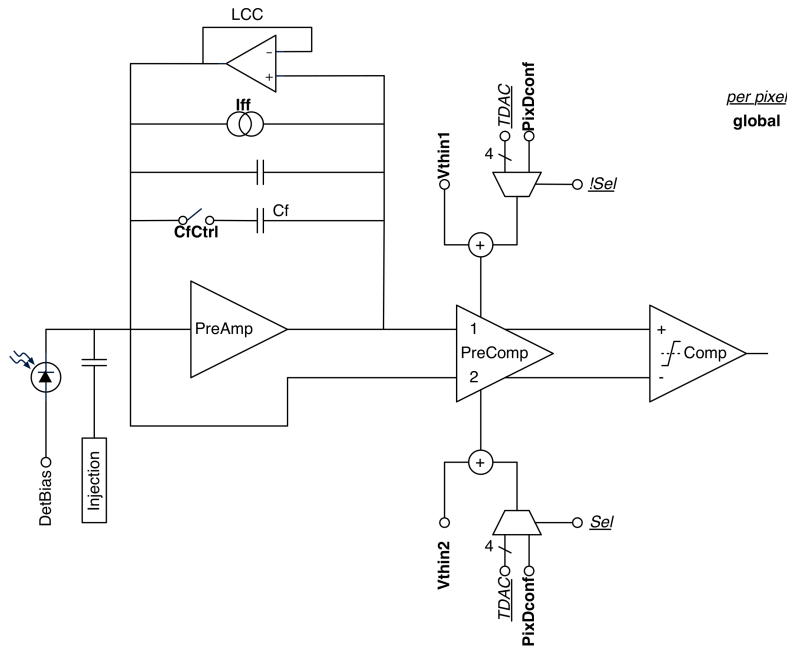 LCC
-
+
Iff
Cf
CfCtrl
Vthin1
TDAC
PixDconf
4
!Sel
+
per pixel
global
PreAmp
1
PreComp
2
+
Comp
-
DetBias
Injection
+
Vthin2
4
Sel
TDAC
PixDconf